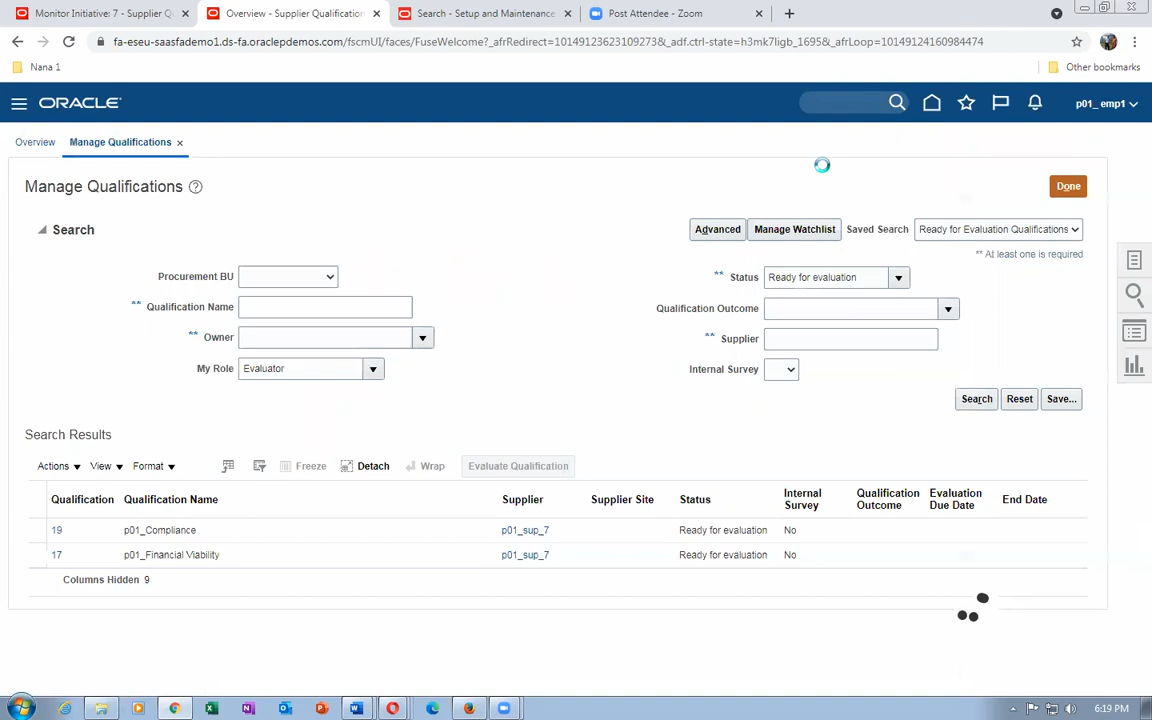 Monitor Initiative: 7 - Supplier Q
Overview - Supplier Qualification
Search - Setup and Maintenance
Post Attendee - Zoom
fa-eseu-saasfademo1.ds-fa.oraclepdemos.com/fscmUI/faces/FuseWelcome?_afrRedirect=10149123623109273&_adf.ctrl-state=h3mk7ligb_1695&_afrLoop=10149124160984474
Nana 1
Other bookmarks
ORACLE
p01_ emp1
Overview
Manage Qualifications
Manage Qualifications
Done
Search
Advanced
Manage Watchlist
Saved Search
Ready for Evaluation Qualifications
** At least one is required
Procurement BU
** Status
Ready for evaluation
** Qualification Name
Qualification Outcome
** Owner
** Supplier
My Role
Evaluator
Internal Survey
Search
Reset
Save...
Search Results
Actions
View
Format
Freeze
Detach
Wrap
Evaluate Qualification
Qualification
Qualification Name
Supplier
Supplier Site
Status
Internal Survey
Qualification Outcome
Evaluation Due Date
End Date
19
p01_Compliance
p01_sup_7
Ready for evaluation
No
17
p01_Financial Viability
p01_sup_7
Ready for evaluation
No
Columns Hidden 9
6:19 PM